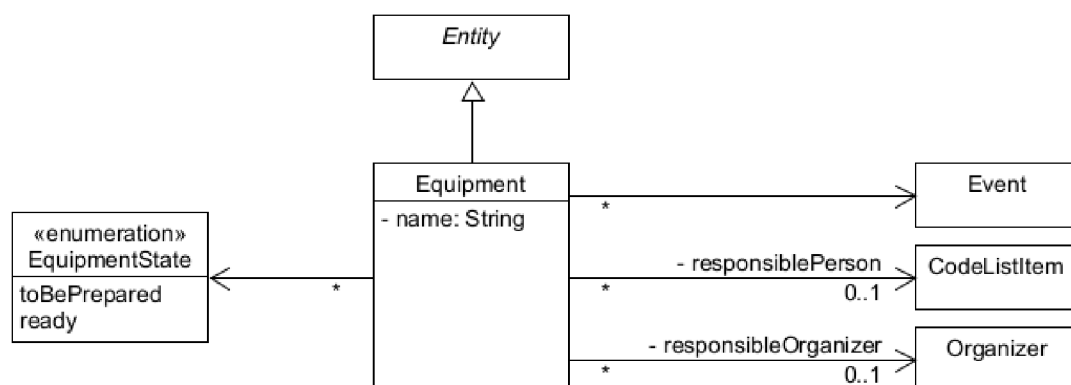 Entity
Equipment
- name: String
Event
*
«enumeration»
EquipmentState
toBePrepared
ready
*
- responsiblePerson
*
0..1
CodeListItem
- responsibleOrganizer
*
0..1
Organizer